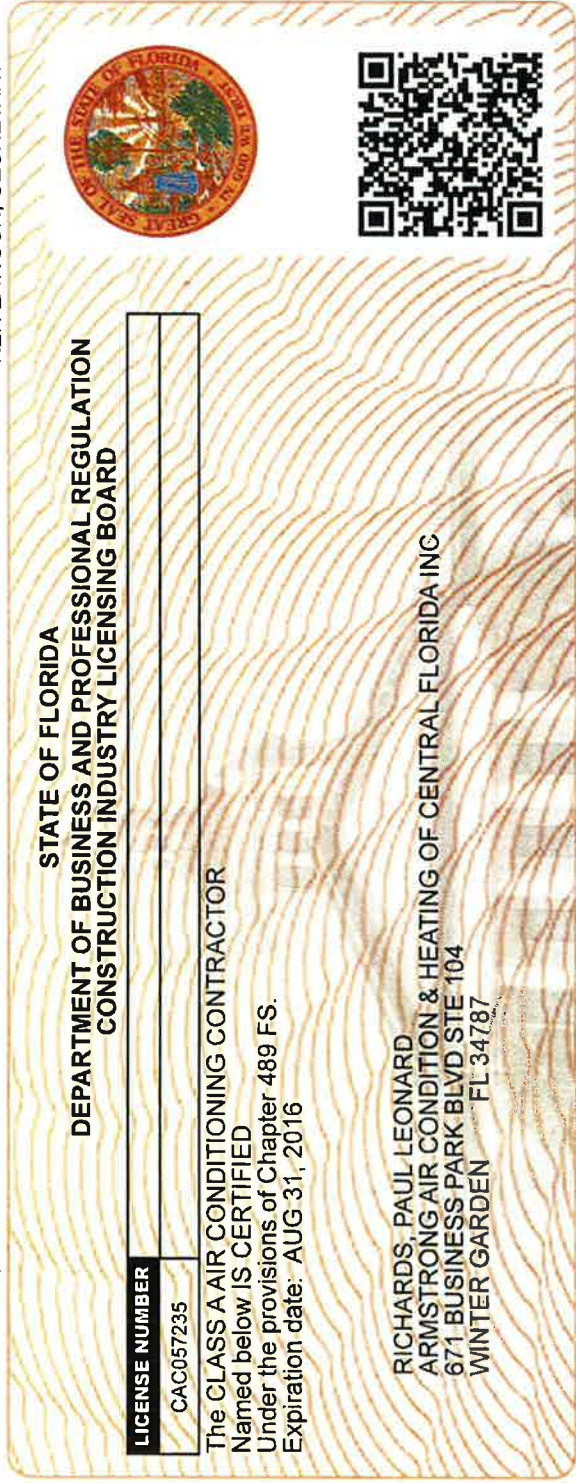 STATE OF FLORIDA
DEPARTMENT OF BUSINESS AND PROFESSIONAL REGULATION
CONSTRUCTION INDUSTRY LICENSING BOARD
GREAT SEAL OF THE STATE OF FLORIDA
IN GOD WE TRUST
LICENSE NUMBER
CAC057235
The CLASS A AIR CONDITIONING CONTRACTOR
Named below IS CERTIFIED
Under the provisions of Chapter 489 FS.
Expiration date: AUG 31, 2016
RICHARDS, PAUL LEONARD
ARMSTRONG AIR CONDITION & HEATING OF CENTRAL FLORIDA INC
671 BUSINESS PARK BLVD STE 104
WINTER GARDEN FL 34787